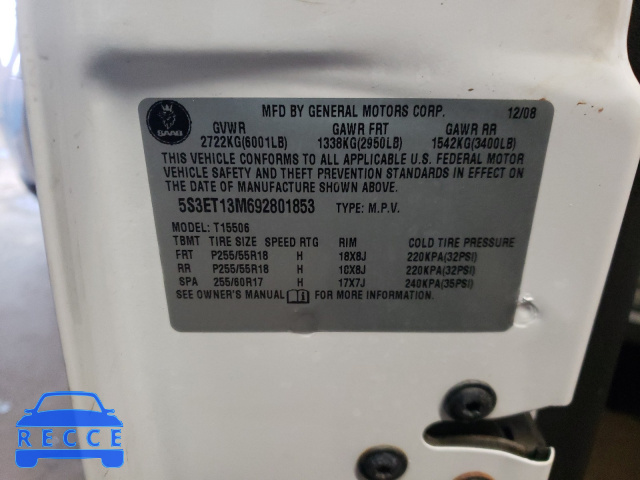 MFD BY GENERAL MOTORS CORP. 12/08
SAAB
GVWR GAWR FRT GAWR RR
2722KG(6001LB) 1338KG(2950LB) 1542KG(3400LB)
THIS VEHICLE CONFORMS TO ALL APPLICABLE U.S. FEDERAL MOTOR
VEHICLE SAFETY AND THEFT PREVENTION STANDARDS IN EFFECT ON
THE DATE OF MANUFACTURE SHOWN ABOVE.
5S3ET13M692801853 TYPE: M.P.V.
MODEL: T15506
TBMT TIRE SIZE SPEED RTG RIM COLD TIRE PRESSURE
FRT P255/55R18 H 18X8J 220KPA(32PSI)
RR P255/55R18 H 18X8J 220KPA(32PSI)
SPA 255/60R17 H 17X7J 240KPA(35PSI)
SEE OWNER'S MANUAL FOR MORE INFORMATION.
RECCE